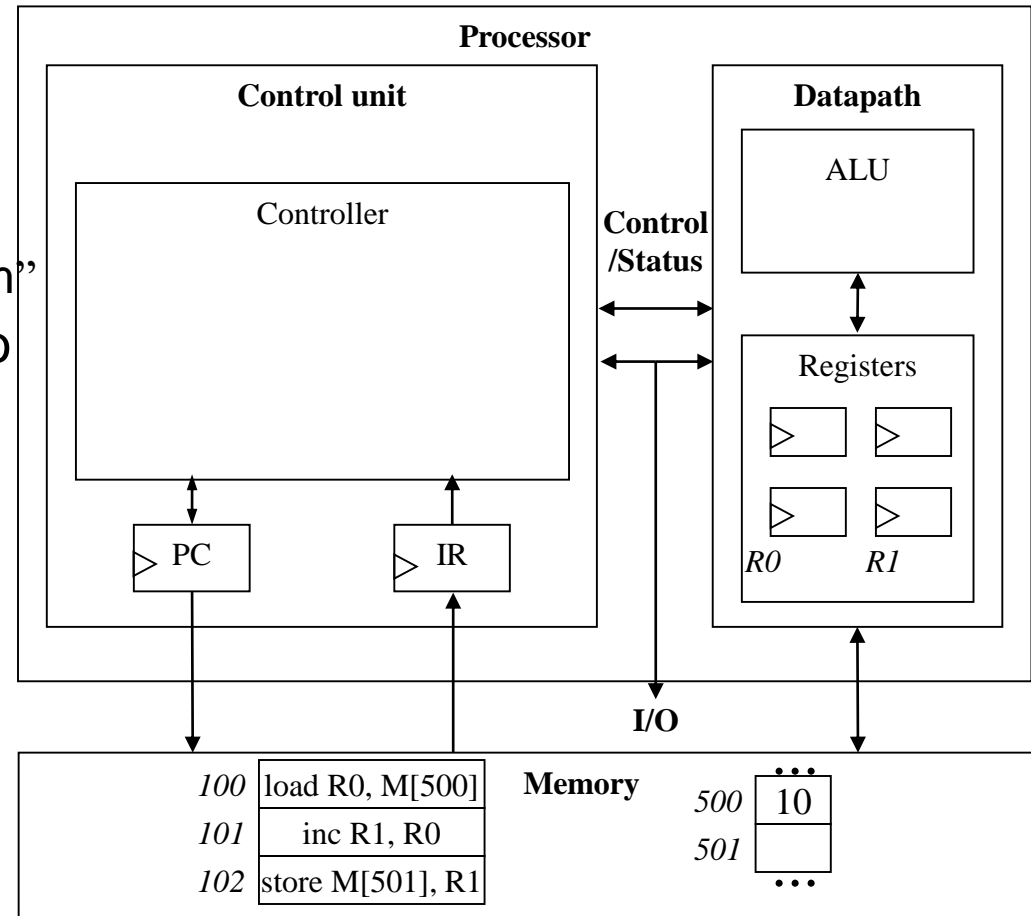 Processor
Control unit
Datapath
ALU
Controller
Control
/Status
Registers
PC
IR
R0 R1
I/O
Memory
100 load R0, M[500]
101 inc R1, R0
102 store M[501], R1
...
500 10
501
...